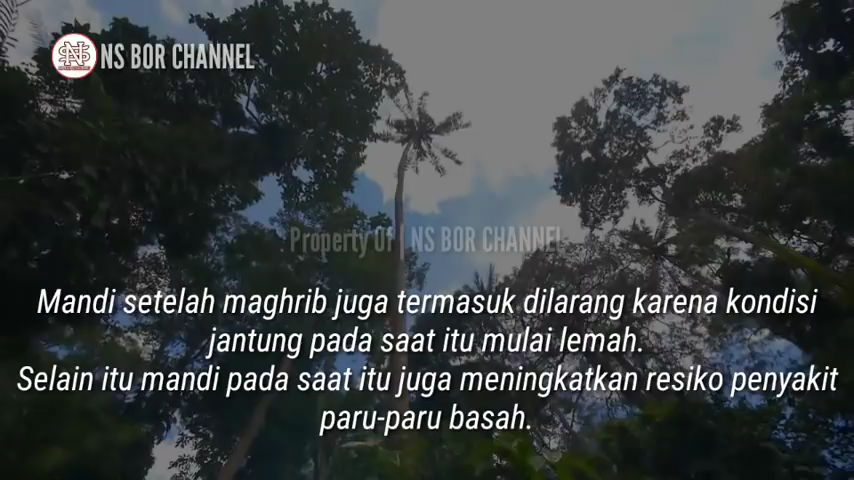 NS BOR CHANNEL
Property Of | NS BOR CHANNEL
Mandi setelah maghrib juga termasuk dilarang karena kondisi
jantung pada saat itu mulai lemah.
Selain itu mandi pada saat itu juga meningkatkan resiko penyakit
paru-paru basah.